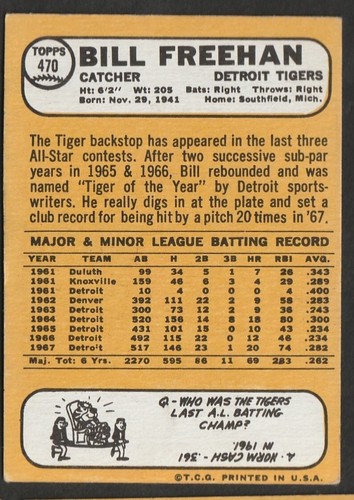 TOPPS
470
BILL FREEHAN
CATCHER DETROIT TIGERS
Ht: 6'2" Wt: 205 Bats: Right Throws: Right
Born: Nov. 29, 1941 Home: Southfield, Mich.
The Tiger backstop has appeared in the last three
All-Star contests. After two successive sub-par
years in 1965 & 1966, Bill rebounded and was
named "Tiger of the Year" by Detroit sports-
writers. He really digs in at the plate and set a
club record for being hit by a pitch 20 times in '67.
MAJOR & MINOR LEAGUE BATTING RECORD
YEAR TEAM AB H 2B 3B HR RBI AVG.
1961 Duluth 99 34 5 1 7 26 .343
1961 Knoxville 159 46 6 3 4 29 .289
1961 Detroit 10 4 0 0 0 4 .400
1962 Denver 392 111 22 2 9 58 .283
1963 Detroit 300 73 12 2 9 36 .243
1964 Detroit 520 156 14 8 18 80 .300
1965 Detroit 431 101 15 0 10 43 .234
1966 Detroit 492 115 22 0 12 46 .234
1967 Detroit 517 146 23 1 20 74 .282
Maj. Tot: 6 Yrs. 2270 595 86 11 69 283 .262
Q- WHO WAS THE TIGERS
LAST A.L. BATTING
CHAMP?
A. NORM CASH - .361
IN 1961.
©T.C.G. PRINTED IN U.S.A.